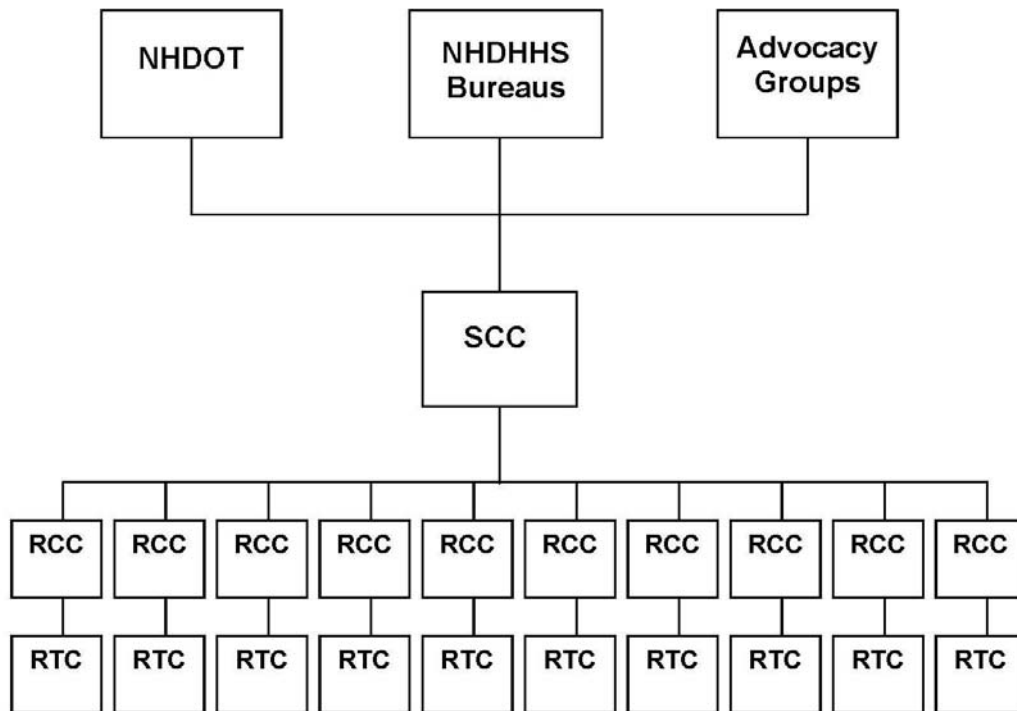 NHDOT
NHDHHS
Bureaus
Advocacy
Groups
SCC
RCC RCC RCC RCC RCC RCC RCC RCC RCC RCC
RTC RTC RTC RTC RTC RTC RTC RTC RTC RTC